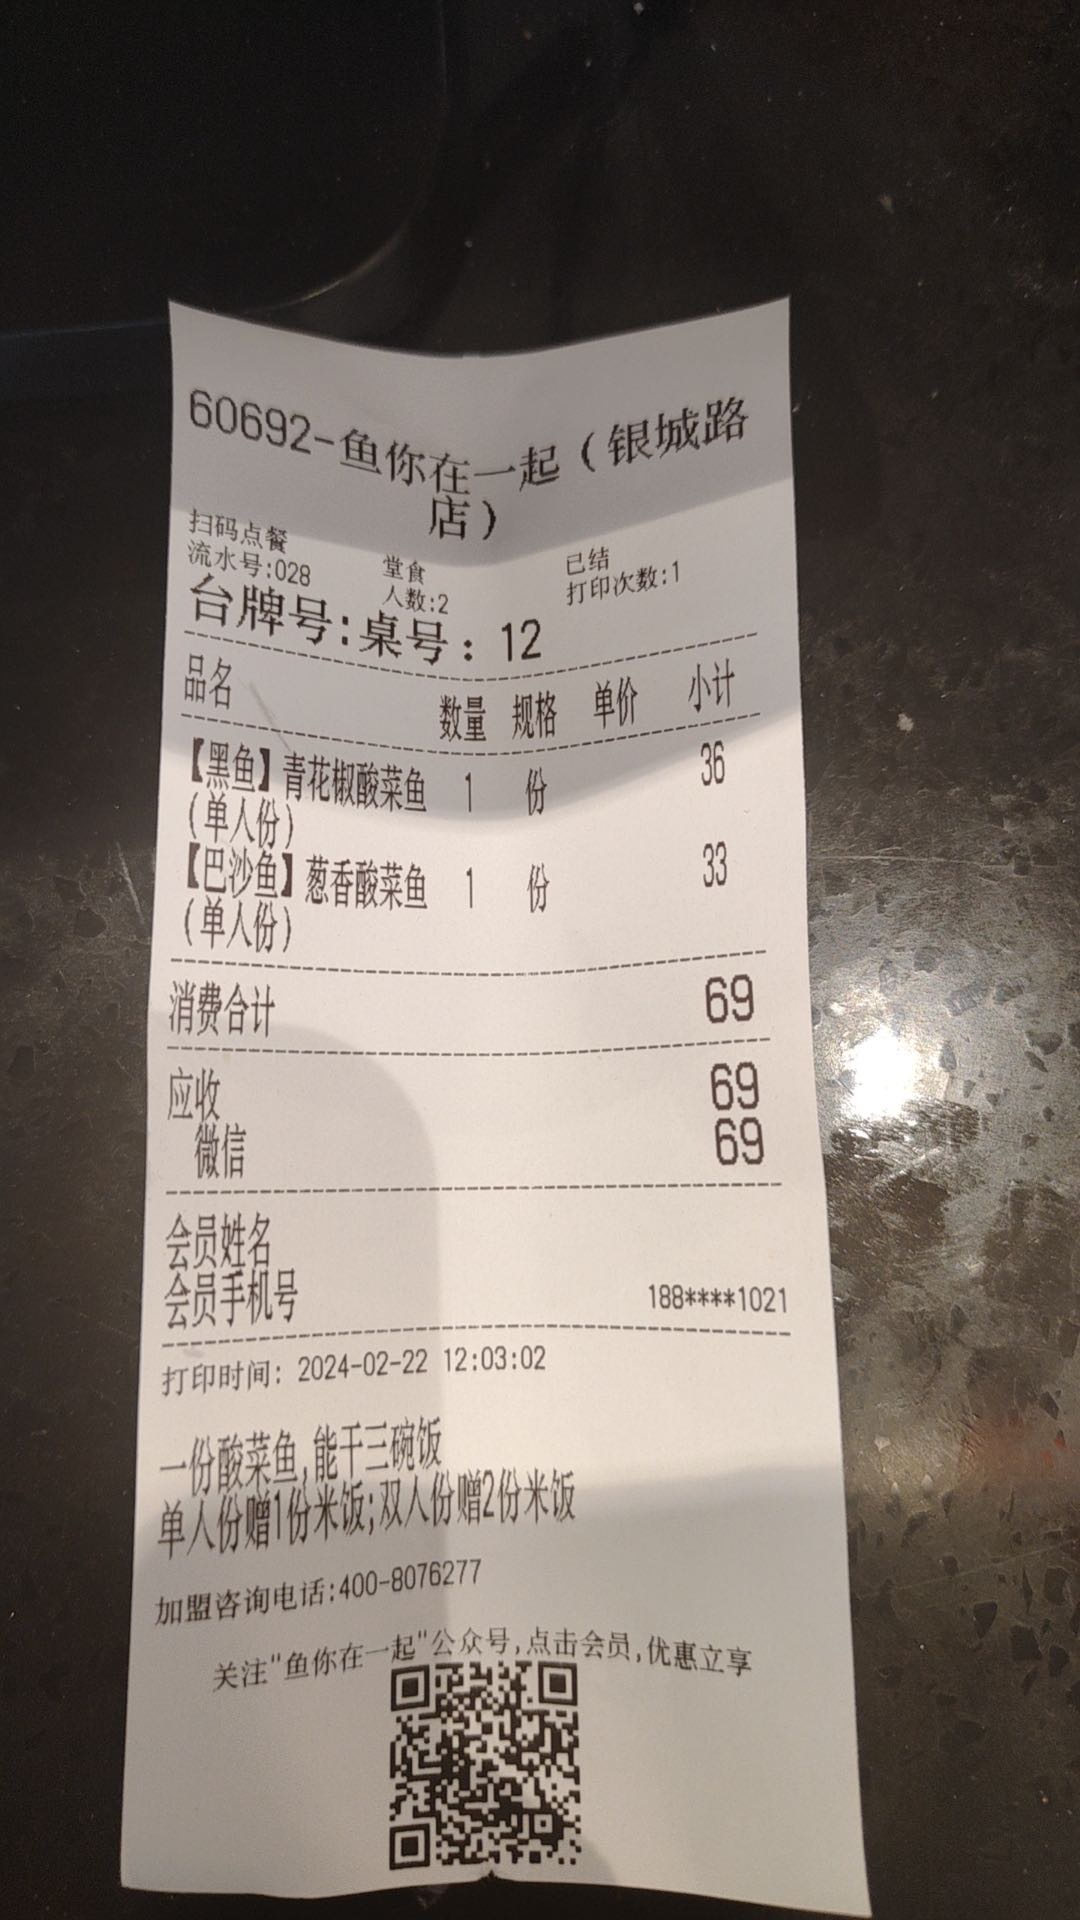 60692-鱼你在一起（银城路
店）
扫码点餐 堂食 已结
流水号:028 人数:2 打印次数:1
台牌号:桌号：12
品名 数量 规格 单价 小计
【黑鱼】青花椒酸菜鱼 1 份 36
(单人份)
【巴沙鱼】葱香酸菜鱼 1 份 33
(单人份)
消费合计 69
应收 69
微信 69
会员姓名
会员手机号 188****1021
打印时间: 2024-02-22 12:03:02
一份酸菜鱼,能干三碗饭
单人份赠1份米饭;双人份赠2份米饭
加盟咨询电话:400-8076277
关注"鱼你在一起"公众号,点击会员,优惠立享